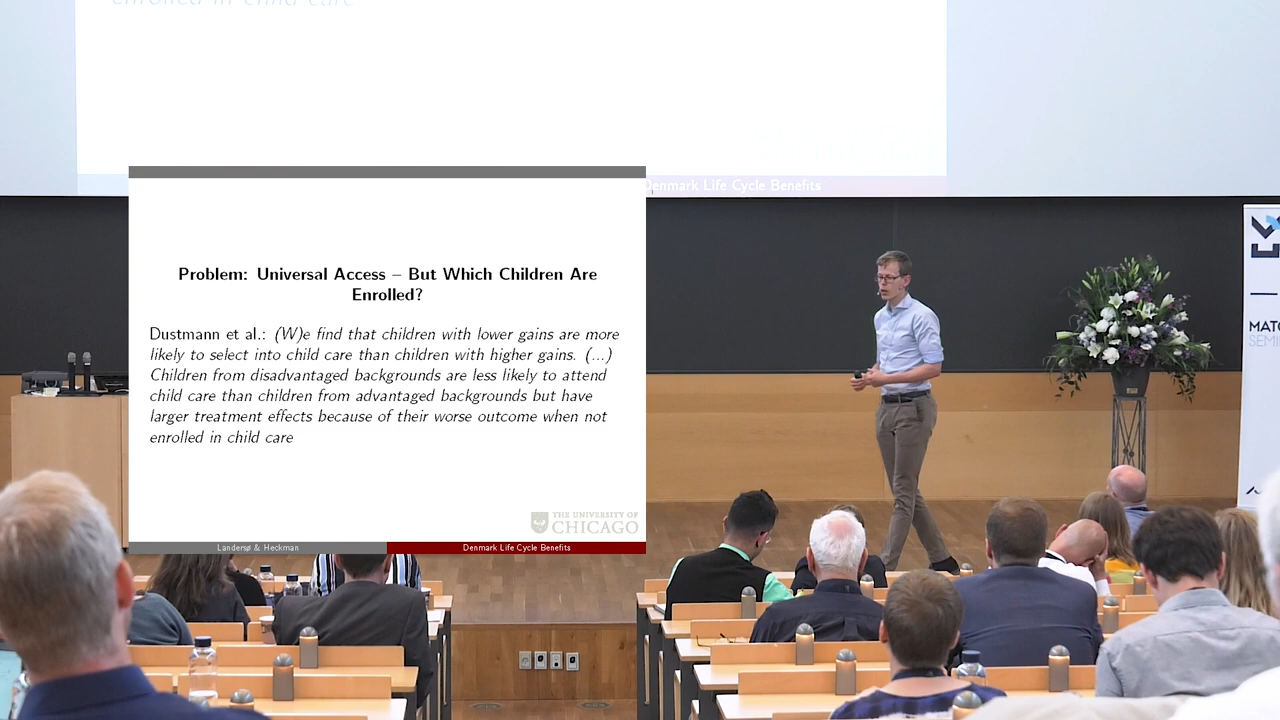 enrolled in child care
Denmark Life Cycle Benefits
Problem: Universal Access – But Which Children Are
Enrolled?
Dustmann et al.: (W)e find that children with lower gains are more
likely to select into child care than children with higher gains. (...)
Children from disadvantaged backgrounds are less likely to attend
child care than children from advantaged backgrounds but have
larger treatment effects because of their worse outcome when not
enrolled in child care
THE UNIVERSITY OF
CHICAGO
Landersø & Heckman
Denmark Life Cycle Benefits